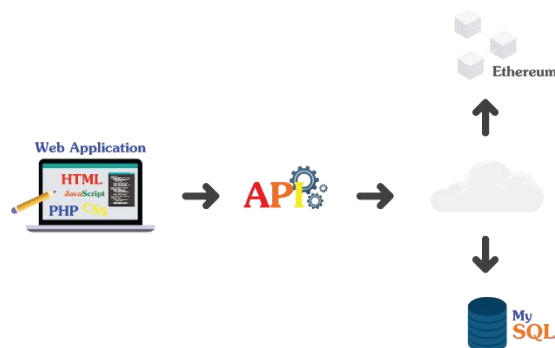 Ethereum
Web Application
HTML
JavaScript
PHP CSS
API
My
SQL